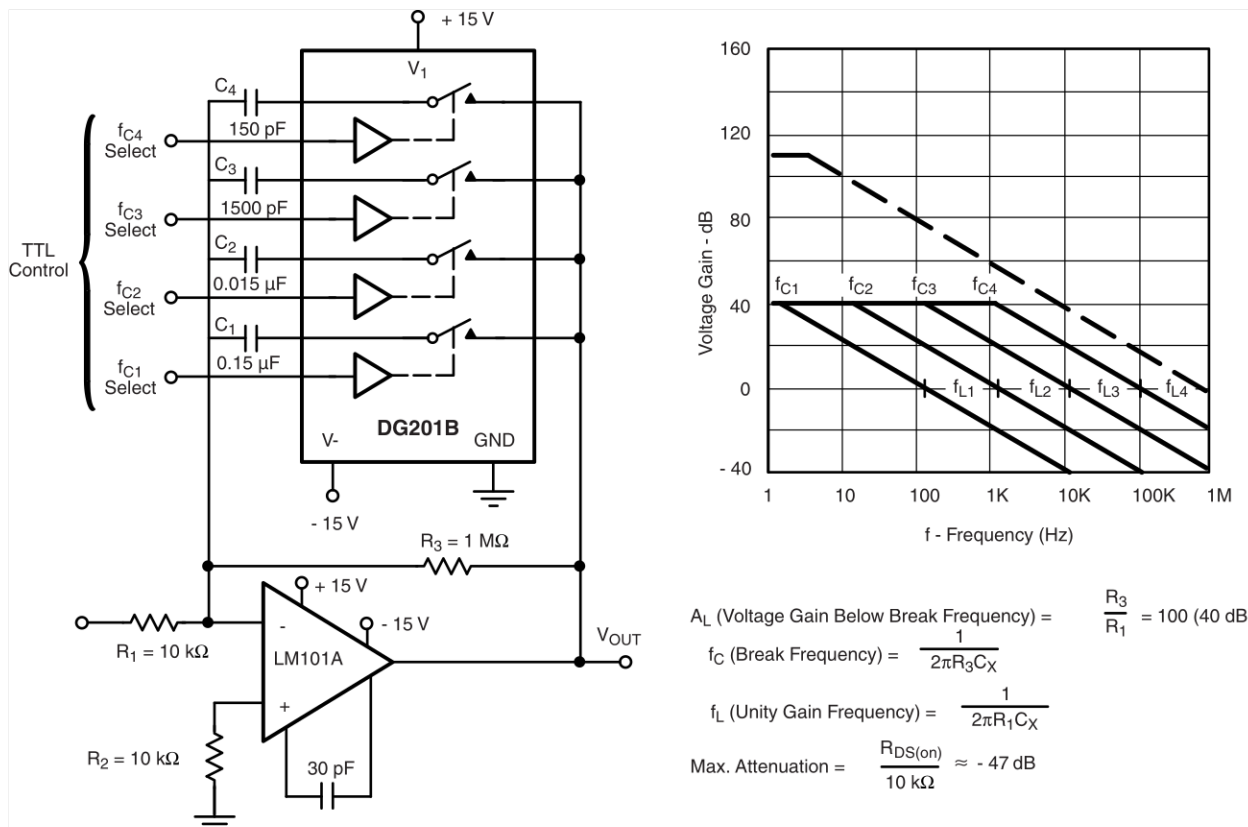 + 15 V
V1
C4
150 pF
fC4
Select
C3
1500 pF
fC3
Select
TTL
Control
C2
0.015 µF
fC2
Select
C1
0.15 µF
fC1
Select
V-
DG201B
GND
- 15 V
R3 = 1 MΩ
+ 15 V
- 15 V
R1 = 10 kΩ
-
LM101A
+
VOUT
R2 = 10 kΩ
30 pF
Voltage Gain - dB
160
120
80
40
0
- 40
fC1
fC2
fC3
fC4
fL1
fL2
fL3
fL4
1
10
100
1K
10K
100K
1M
f - Frequency (Hz)
AL (Voltage Gain Below Break Frequency) = R3 / R1 = 100 (40 dB
fC (Break Frequency) = 1 / 2πR3CX
fL (Unity Gain Frequency) = 1 / 2πR1CX
Max. Attenuation = RDS(on) / 10 kΩ ≈ - 47 dB